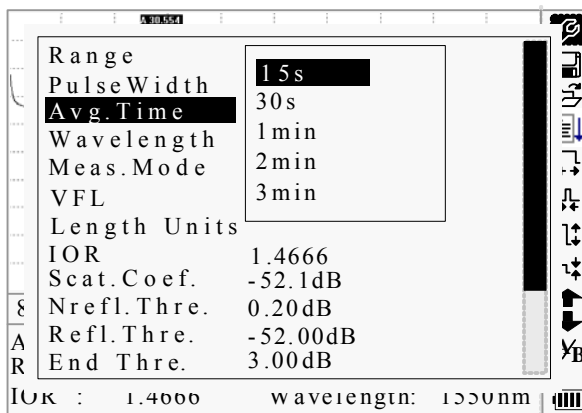 A 30.554
Range
PulseWidth
Avg.Time
Wavelength
Meas.Mode
VFL
Length Units
15s
30s
1min
2min
3min
IOR 1.4666
Scat.Coef. -52.1dB
Nrefl.Thre. 0.20dB
Refl.Thre. -52.00dB
End Thre. 3.00dB
A
R
IOR : 1.4666 Wavelength: 1550nm